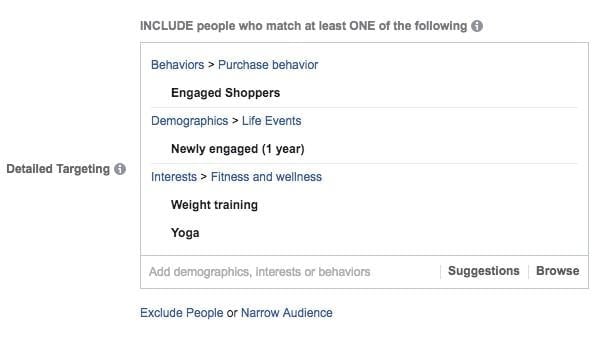 INCLUDE people who match at least ONE of the following
Behaviors > Purchase behavior
Engaged Shoppers
Demographics > Life Events
Newly engaged (1 year)
Detailed Targeting
Interests > Fitness and wellness
Weight training
Yoga
Add demographics, interests or behaviors Suggestions Browse
Exclude People or Narrow Audience